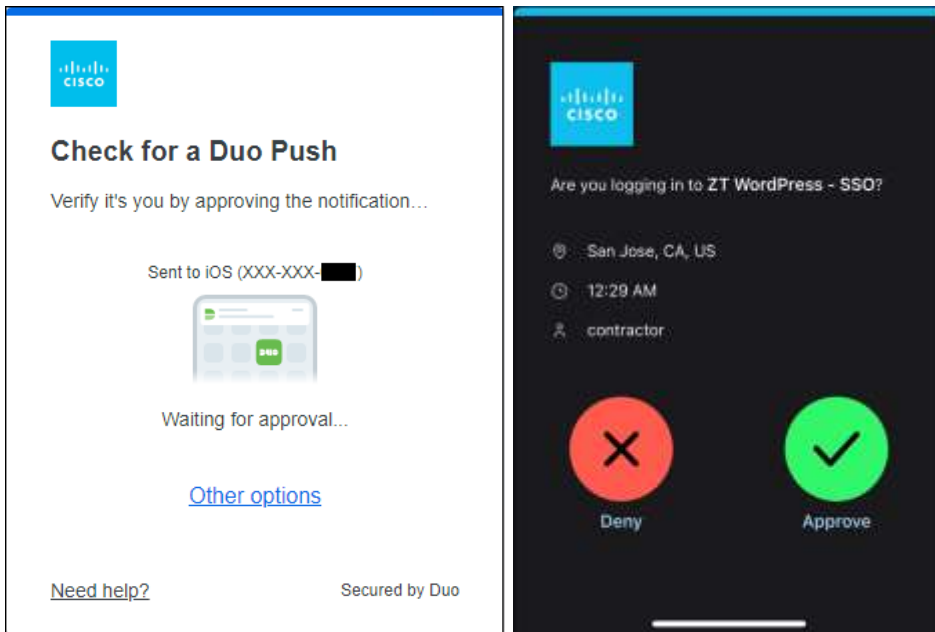 CISCO
Check for a Duo Push
Verify it's you by approving the notification...
Sent to iOS (XXX-XXX-    )
DUO
Waiting for approval...
Other options
Need help?
Secured by Duo
CISCO
Are you logging in to ZT WordPress - SSO?
San Jose, CA, US
12:29 AM
contractor
Deny
Approve